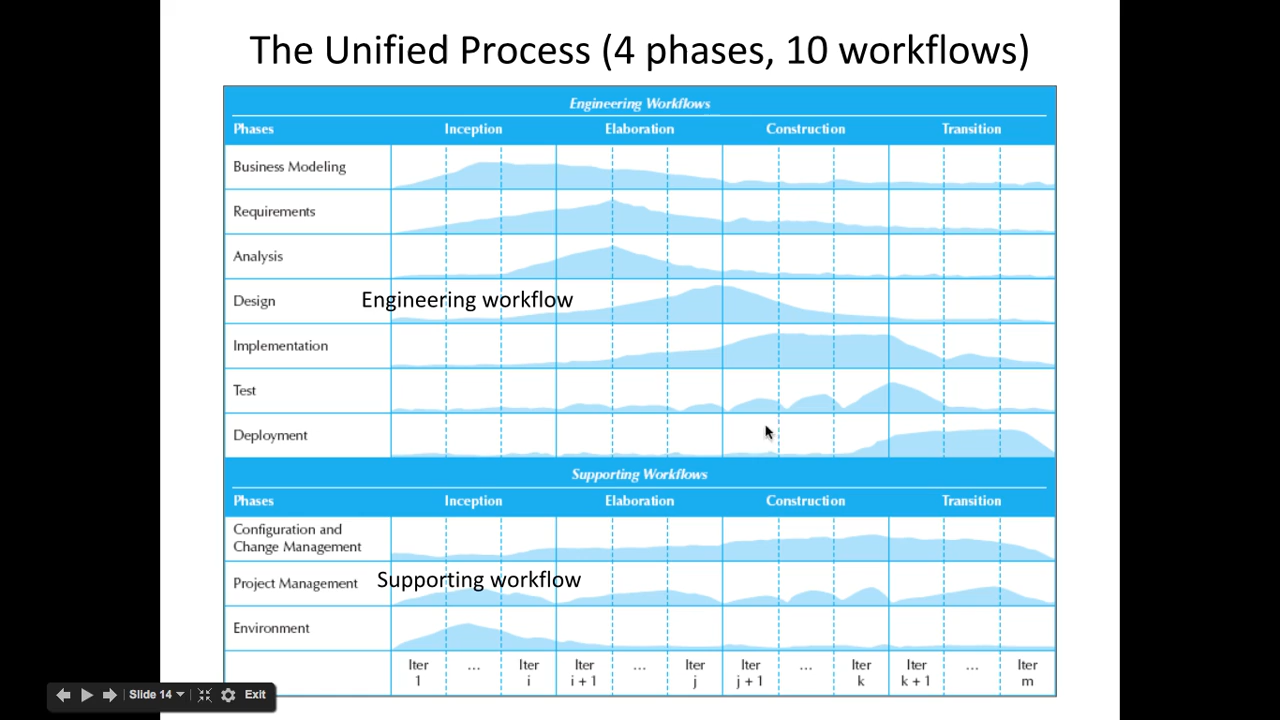 The Unified Process (4 phases, 10 workflows)
Engineering Workflows
Phases Inception Elaboration Construction Transition
Business Modeling
Requirements
Analysis
Design Engineering workflow
Implementation
Test
Deployment
Supporting Workflows
Phases Inception Elaboration Construction Transition
Configuration and
Change Management
Project Management Supporting workflow
Environment
Iter ... Iter Iter ... Iter Iter ... Iter Iter ... Iter
1 i i + 1 j j + 1 k k + 1 m
Slide 14 Exit